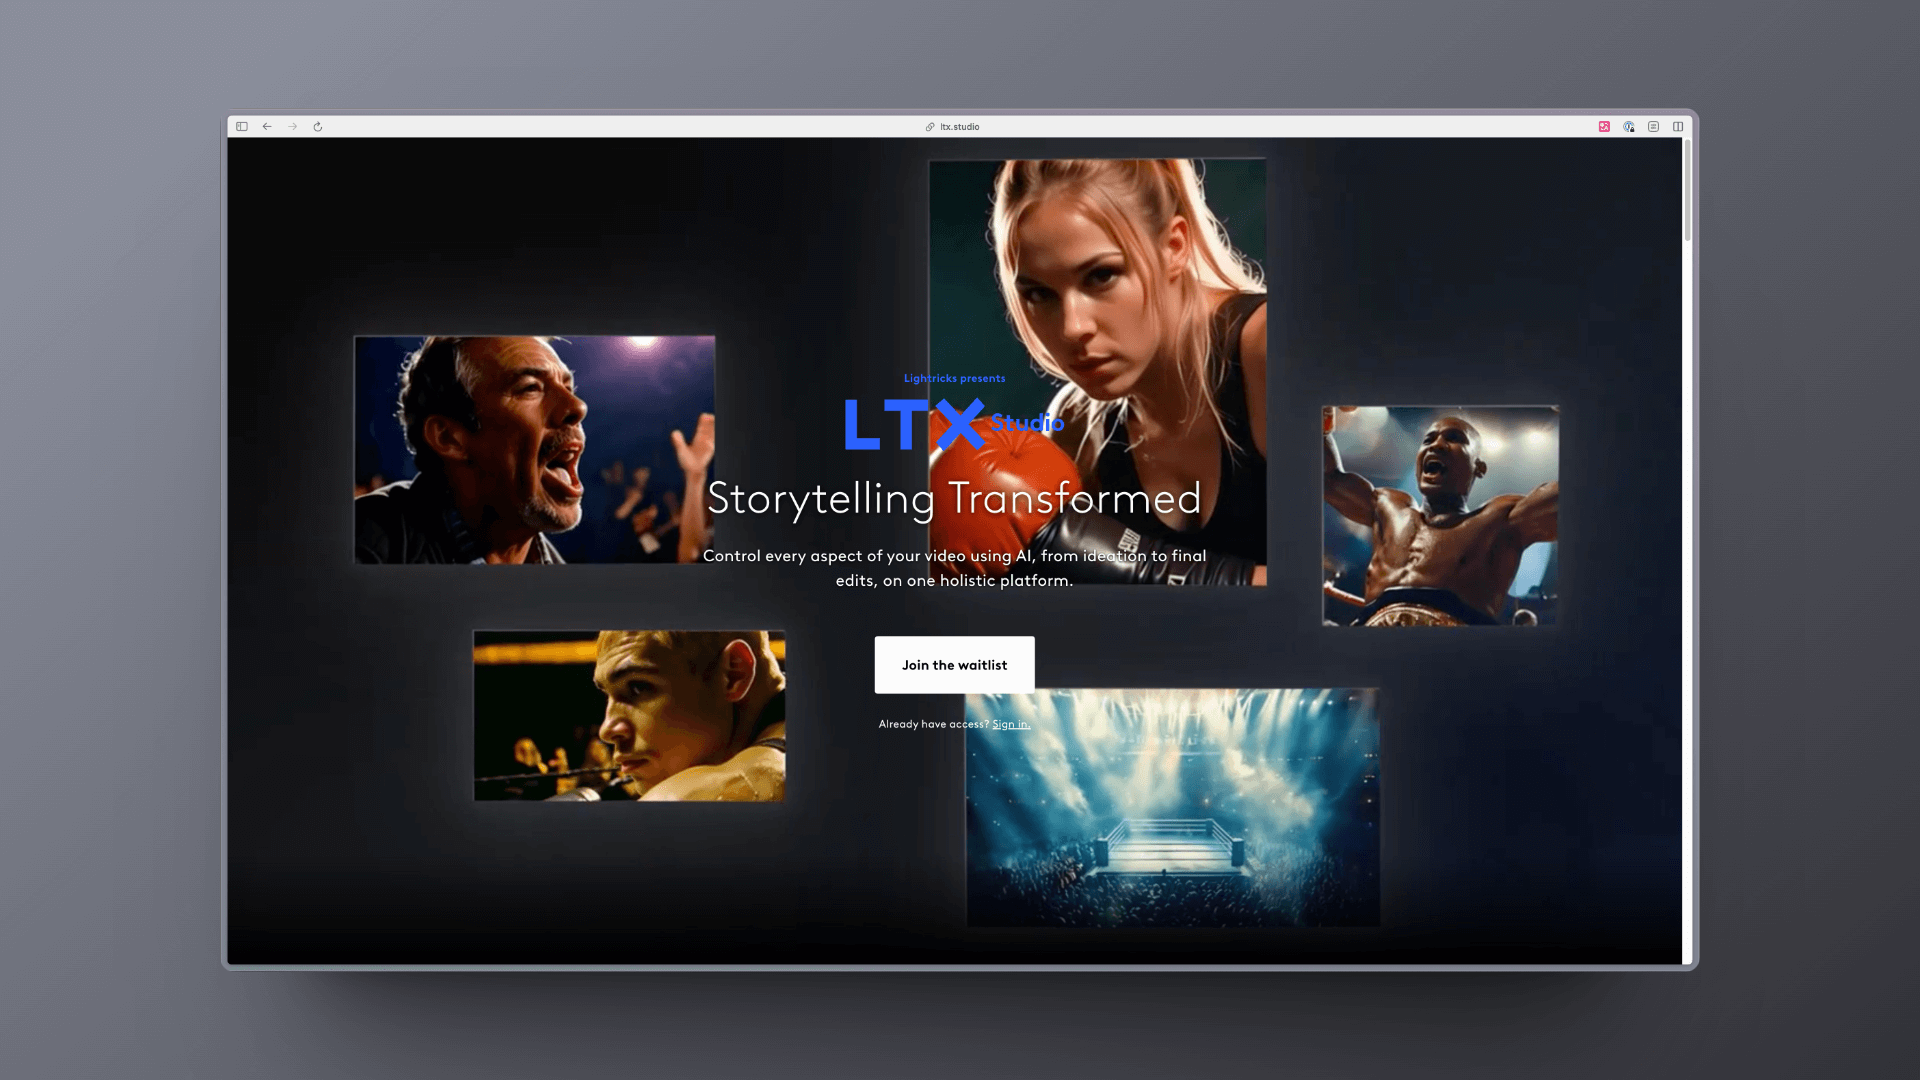 ltx.studio
Lightricks presents
LTX Studio
Storytelling Transformed
Control every aspect of your video using AI, from ideation to final
edits, on one holistic platform.
Join the waitlist
Already have access? Sign in.